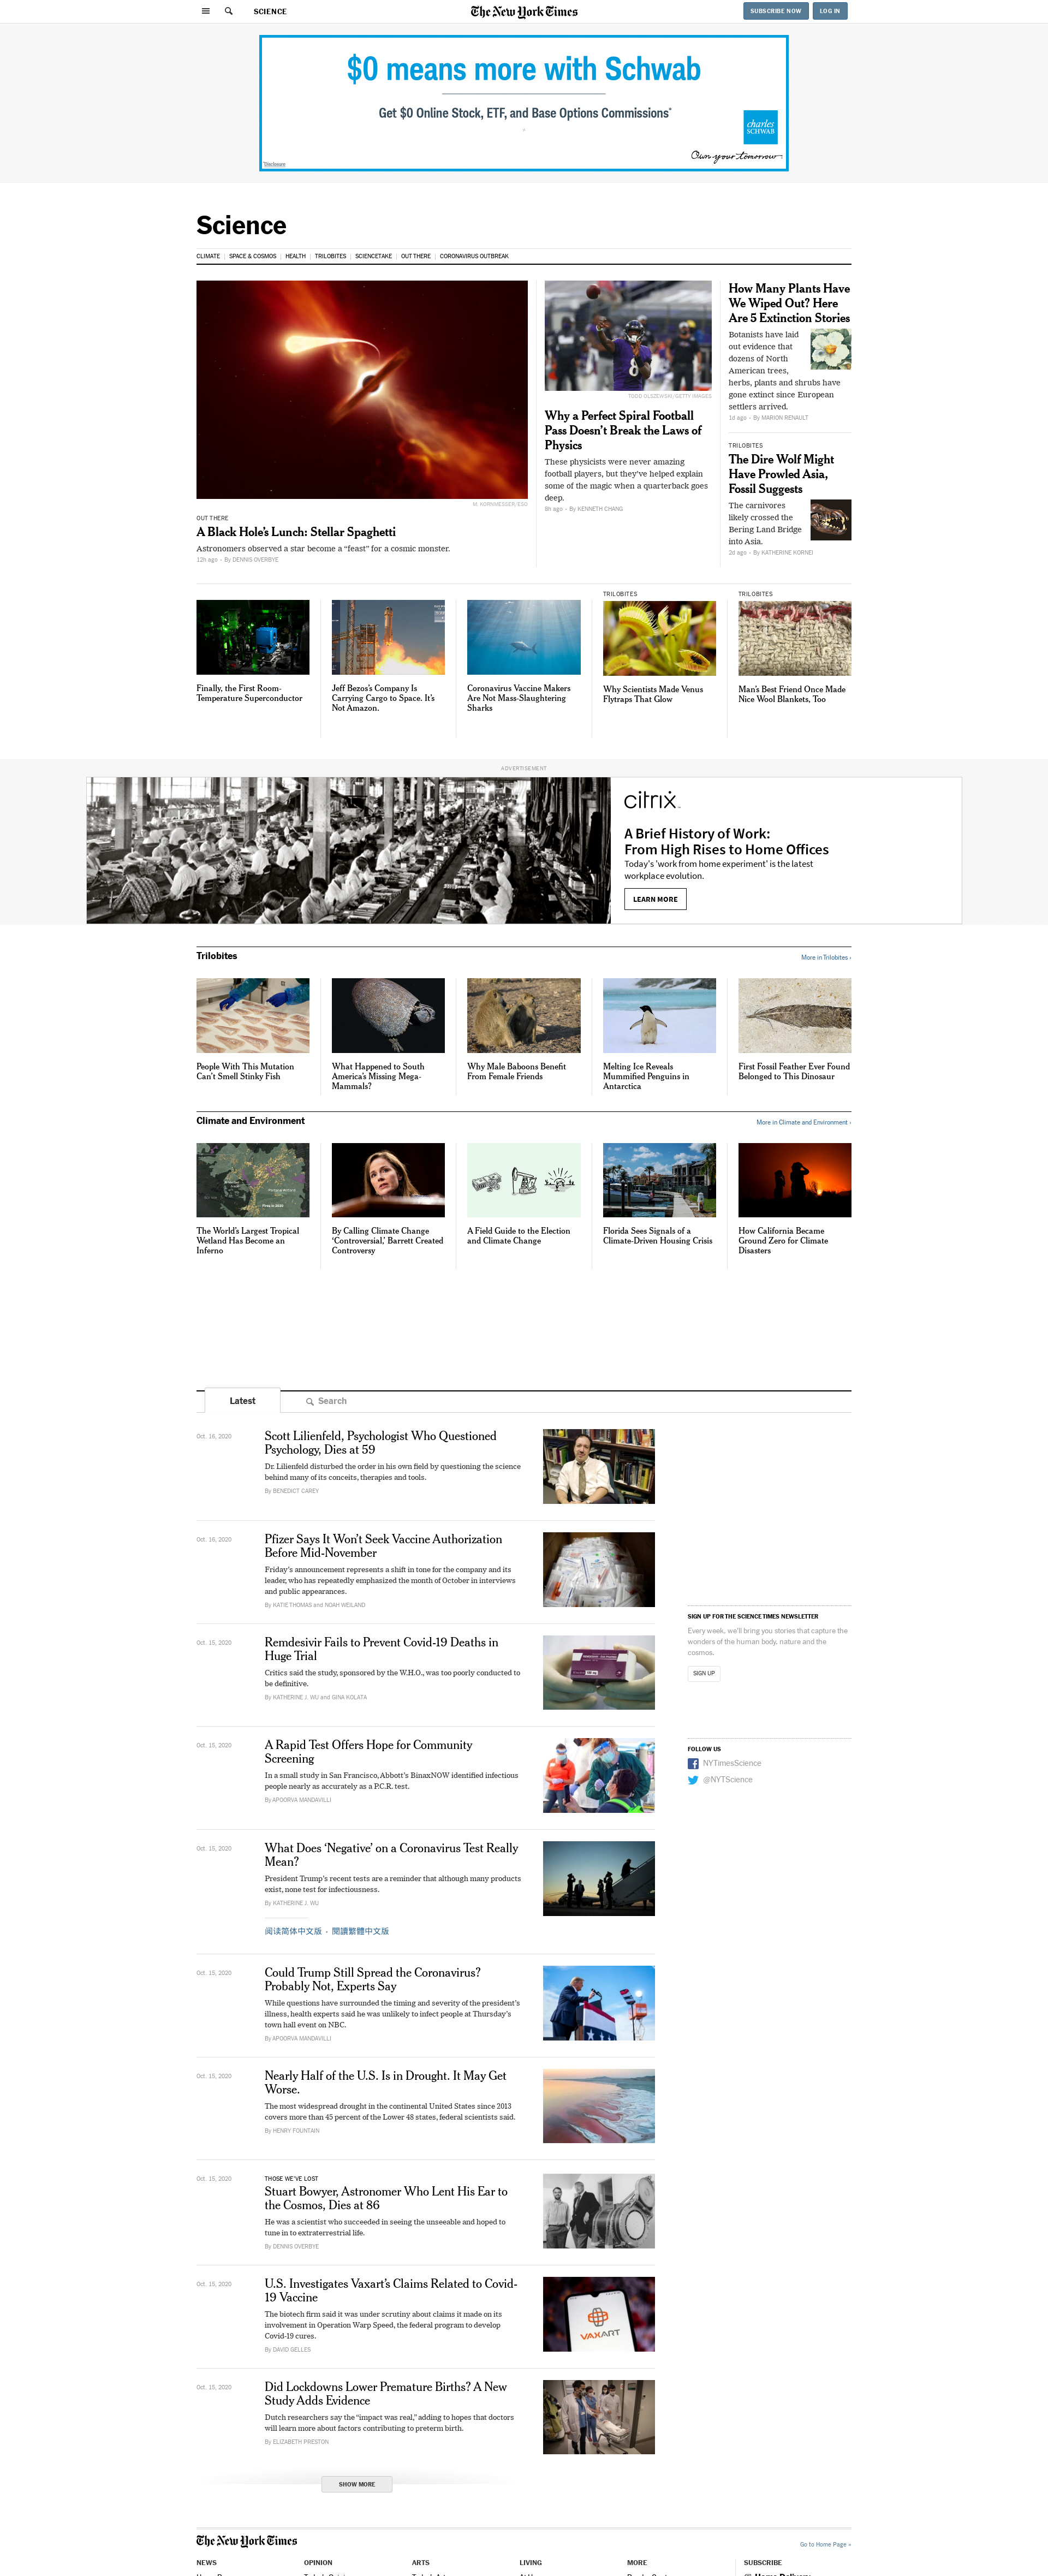 SCIENCE
The New York Times
SUBSCRIBE NOW
LOG IN
$0 means more with Schwab
Get $0 Online Stock, ETF, and Base Options Commissions*
charles
SCHWAB
Own your tomorrow
Disclosure
Science
CLIMATE
SPACE & COSMOS
HEALTH
TRILOBITES
SCIENCETAKE
OUT THERE
CORONAVIRUS OUTBREAK
M. KORNMESSER/ESO
OUT THERE
A Black Hole's Lunch: Stellar Spaghetti
Astronomers observed a star become a “feast” for a cosmic monster.
12h ago - By DENNIS OVERBYE
TODD OLSZEWSKI/GETTY IMAGES
Why a Perfect Spiral Football
Pass Doesn't Break the Laws of
Physics
These physicists were never amazing
football players, but they've helped explain
some of the magic when a quarterback goes
deep.
8h ago - By KENNETH CHANG
How Many Plants Have
We Wiped Out? Here
Are 5 Extinction Stories
Botanists have laid
out evidence that
dozens of North
American trees,
herbs, plants and shrubs have
gone extinct since European
settlers arrived.
1d ago - By MARION RENAULT
TRILOBITES
The Dire Wolf Might
Have Prowled Asia,
Fossil Suggests
The carnivores
likely crossed the
Bering Land Bridge
into Asia.
2d ago - By KATHERINE KORNEI
Finally, the First Room-
Temperature Superconductor
Jeff Bezos's Company Is
Carrying Cargo to Space. It's
Not Amazon.
Coronavirus Vaccine Makers
Are Not Mass-Slaughtering
Sharks
TRILOBITES
Why Scientists Made Venus
Flytraps That Glow
TRILOBITES
Man's Best Friend Once Made
Nice Wool Blankets, Too
ADVERTISEMENT
citrix
A Brief History of Work:
From High Rises to Home Offices
Today's 'work from home experiment' is the latest
workplace evolution.
LEARN MORE
Trilobites
More in Trilobites ›
People With This Mutation
Can't Smell Stinky Fish
What Happened to South
America's Missing Mega-
Mammals?
Why Male Baboons Benefit
From Female Friends
Melting Ice Reveals
Mummified Penguins in
Antarctica
First Fossil Feather Ever Found
Belonged to This Dinosaur
Climate and Environment
More in Climate and Environment ›
The World's Largest Tropical
Wetland Has Become an
Inferno
By Calling Climate Change
‘Controversial,’ Barrett Created
Controversy
A Field Guide to the Election
and Climate Change
Florida Sees Signals of a
Climate-Driven Housing Crisis
How California Became
Ground Zero for Climate
Disasters
Latest
Search
Oct. 16, 2020
Scott Lilienfeld, Psychologist Who Questioned
Psychology, Dies at 59
Dr. Lilienfeld disturbed the order in his own field by questioning the science
behind many of its conceits, therapies and tools.
By BENEDICT CAREY
Oct. 16, 2020
Pfizer Says It Won't Seek Vaccine Authorization
Before Mid-November
Friday's announcement represents a shift in tone for the company and its
leader, who has repeatedly emphasized the month of October in interviews
and public appearances.
By KATIE THOMAS and NOAH WEILAND
Oct. 15, 2020
Remdesivir Fails to Prevent Covid-19 Deaths in
Huge Trial
Critics said the study, sponsored by the W.H.O., was too poorly conducted to
be definitive.
By KATHERINE J. WU and GINA KOLATA
Oct. 15, 2020
A Rapid Test Offers Hope for Community
Screening
In a small study in San Francisco, Abbott's BinaxNOW identified infectious
people nearly as accurately as a P.C.R. test.
By APOORVA MANDAVILLI
Oct. 15, 2020
What Does ‘Negative’ on a Coronavirus Test Really
Mean?
President Trump's recent tests are a reminder that although many products
exist, none test for infectiousness.
By KATHERINE J. WU
阅读简体中文版 · 閱讀繁體中文版
Oct. 15, 2020
Could Trump Still Spread the Coronavirus?
Probably Not, Experts Say
While questions have surrounded the timing and severity of the president's
illness, health experts said he was unlikely to infect people at Thursday's
town hall event on NBC.
By APOORVA MANDAVILLI
Oct. 15, 2020
Nearly Half of the U.S. Is in Drought. It May Get
Worse.
The most widespread drought in the continental United States since 2013
covers more than 45 percent of the Lower 48 states, federal scientists said.
By HENRY FOUNTAIN
Oct. 15, 2020
THOSE WE'VE LOST
Stuart Bowyer, Astronomer Who Lent His Ear to
the Cosmos, Dies at 86
He was a scientist who succeeded in seeing the unseeable and hoped to
tune in to extraterrestrial life.
By DENNIS OVERBYE
Oct. 15, 2020
U.S. Investigates Vaxart's Claims Related to Covid-
19 Vaccine
The biotech firm said it was under scrutiny about claims it made on its
involvement in Operation Warp Speed, the federal program to develop
Covid-19 cures.
By DAVID GELLES
VAXART
Oct. 15, 2020
Did Lockdowns Lower Premature Births? A New
Study Adds Evidence
Dutch researchers say the “impact was real,” adding to hopes that doctors
will learn more about factors contributing to preterm birth.
By ELIZABETH PRESTON
SHOW MORE
SIGN UP FOR THE SCIENCE TIMES NEWSLETTER
Every week, we'll bring you stories that capture the
wonders of the human body, nature and the
cosmos.
SIGN UP
FOLLOW US
NYTimesScience
@NYTScience
The New York Times
Go to Home Page »
NEWS
OPINION
ARTS
LIVING
MORE
SUBSCRIBE